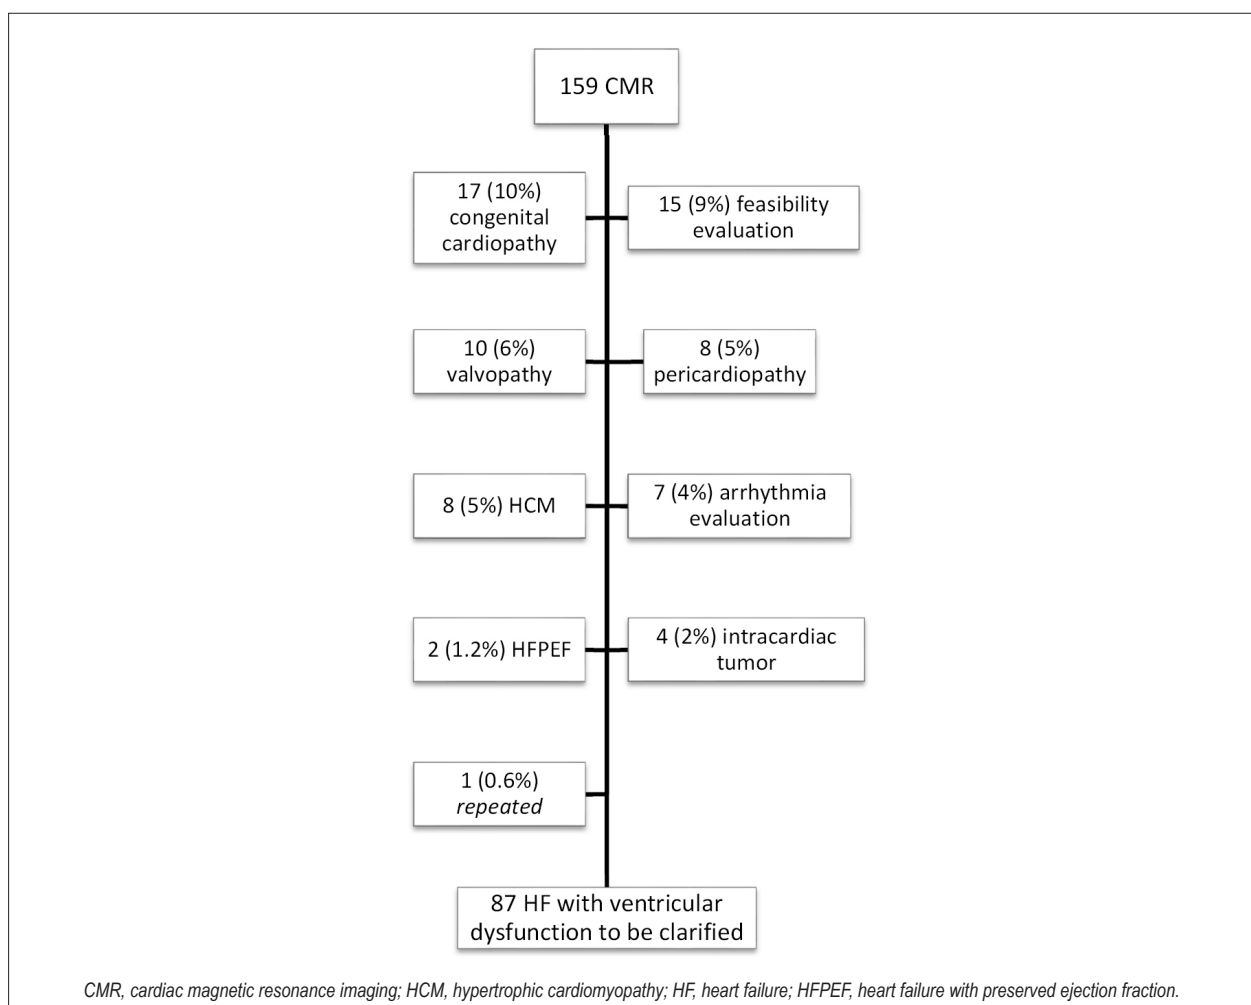 159 CMR
17 (10%)
congenital
cardiopathy
15 (9%) feasibility
evaluation
10 (6%)
valvopathy
8 (5%)
pericardiopathy
8 (5%) HCM
7 (4%) arrhythmia
evaluation
2 (1.2%) HFPEF
4 (2%) intracardiac
tumor
1 (0.6%)
repeated
87 HF with ventricular
dysfunction to be clarified
CMR, cardiac magnetic resonance imaging; HCM, hypertrophic cardiomyopathy; HF, heart failure; HFPEF, heart failure with preserved ejection fraction.